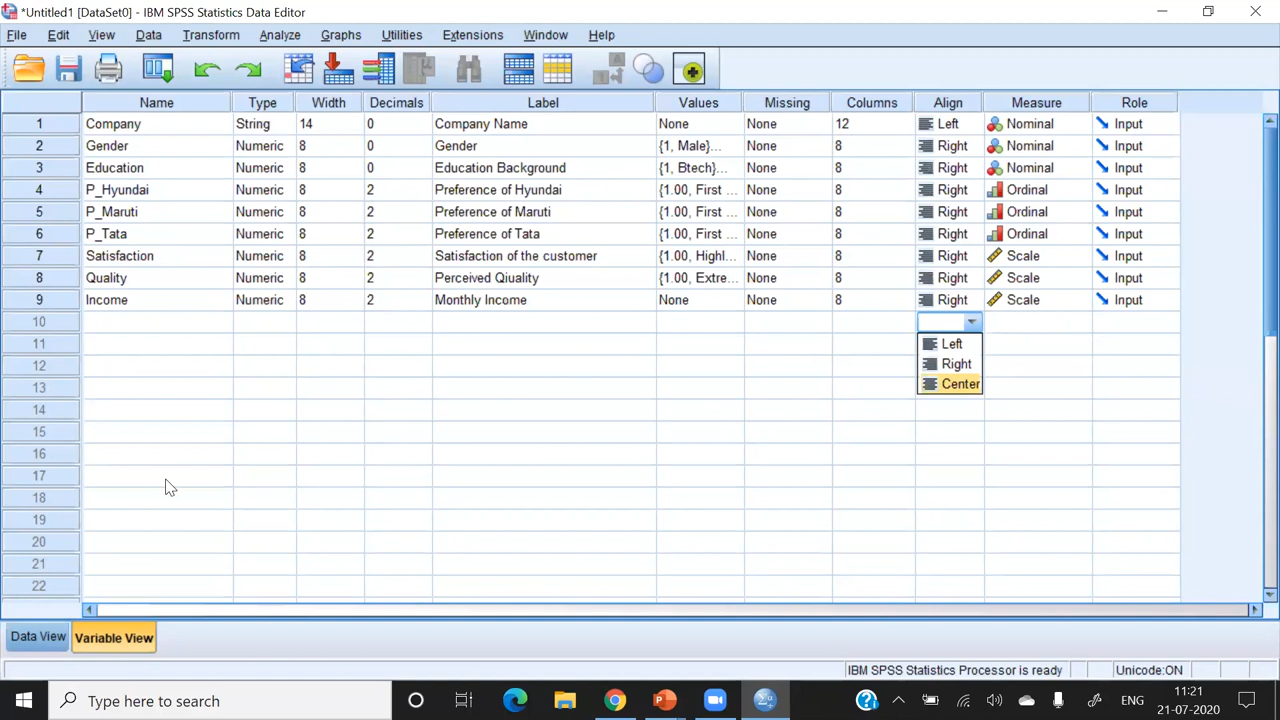 *Untitled1 [DataSet0] - IBM SPSS Statistics Data Editor
File Edit View Data Transform Analyze Graphs Utilities Extensions Window Help
Name Type Width Decimals Label Values Missing Columns Align Measure Role
1 Company String 14 0 Company Name None None 12 Left Nominal Input
2 Gender Numeric 8 0 Gender {1, Male}... None 8 Right Nominal Input
3 Education Numeric 8 0 Education Background {1, Btech}... None 8 Right Nominal Input
4 P_Hyundai Numeric 8 2 Preference of Hyundai {1.00, First ... None 8 Right Ordinal Input
5 P_Maruti Numeric 8 2 Preference of Maruti {1.00, First ... None 8 Right Ordinal Input
6 P_Tata Numeric 8 2 Preference of Tata {1.00, First ... None 8 Right Ordinal Input
7 Satisfaction Numeric 8 2 Satisfaction of the customer {1.00, Highl... None 8 Right Scale Input
8 Quality Numeric 8 2 Perceived Qiuality {1.00, Extre... None 8 Right Scale Input
9 Income Numeric 8 2 Monthly Income None None 8 Right Scale Input
10
11 Left
12 Right
13 Center
14
15
16
17
18
19
20
21
22
Data View Variable View
IBM SPSS Statistics Processor is ready Unicode:ON
Type here to search ENG 11:21
21-07-2020